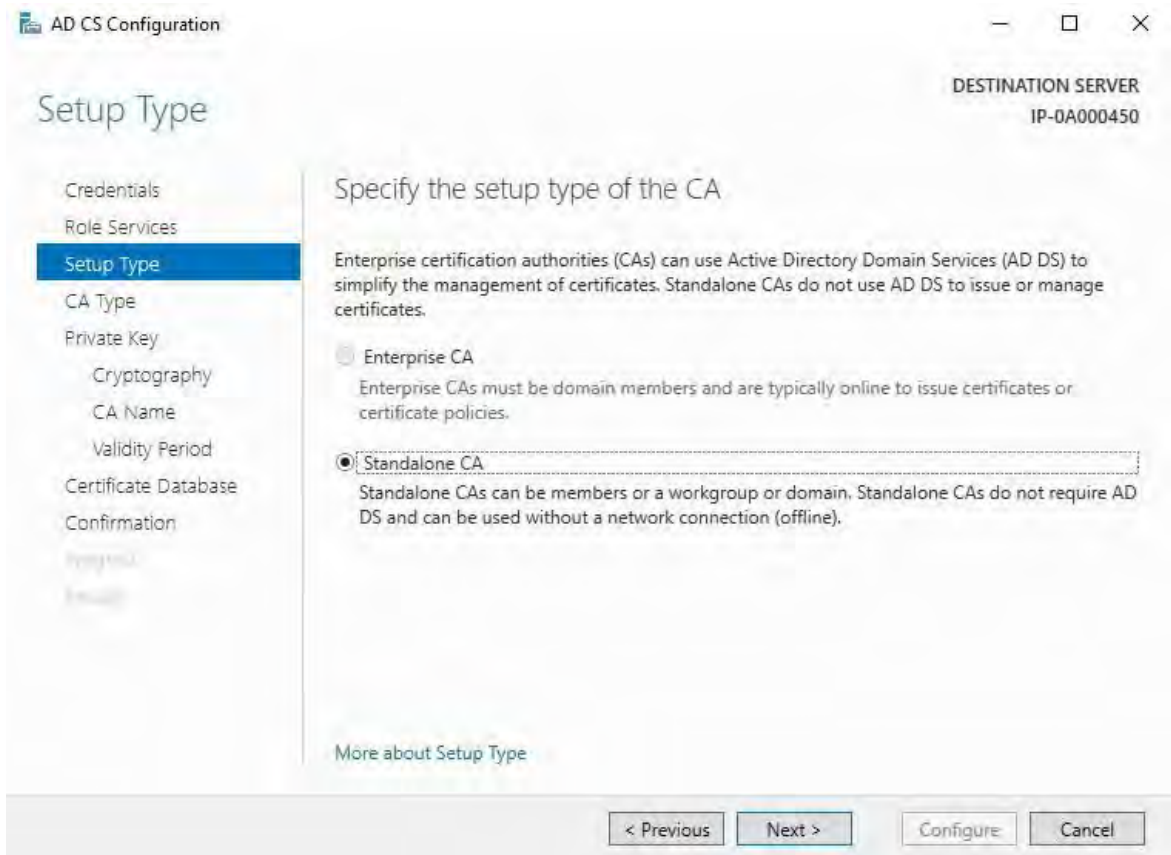 AD CS Configuration
DESTINATION SERVER
IP-0A000450
Setup Type
Credentials
Role Services
Setup Type
CA Type
Private Key
Cryptography
CA Name
Validity Period
Certificate Database
Confirmation
Specify the setup type of the CA
Enterprise certification authorities (CAs) can use Active Directory Domain Services (AD DS) to
simplify the management of certificates. Standalone CAs do not use AD DS to issue or manage
certificates.
Enterprise CA
Enterprise CAs must be domain members and are typically online to issue certificates or
certificate policies.
Standalone CA
Standalone CAs can be members or a workgroup or domain. Standalone CAs do not require AD
DS and can be used without a network connection (offline).
More about Setup Type
< Previous
Next >
Configure
Cancel